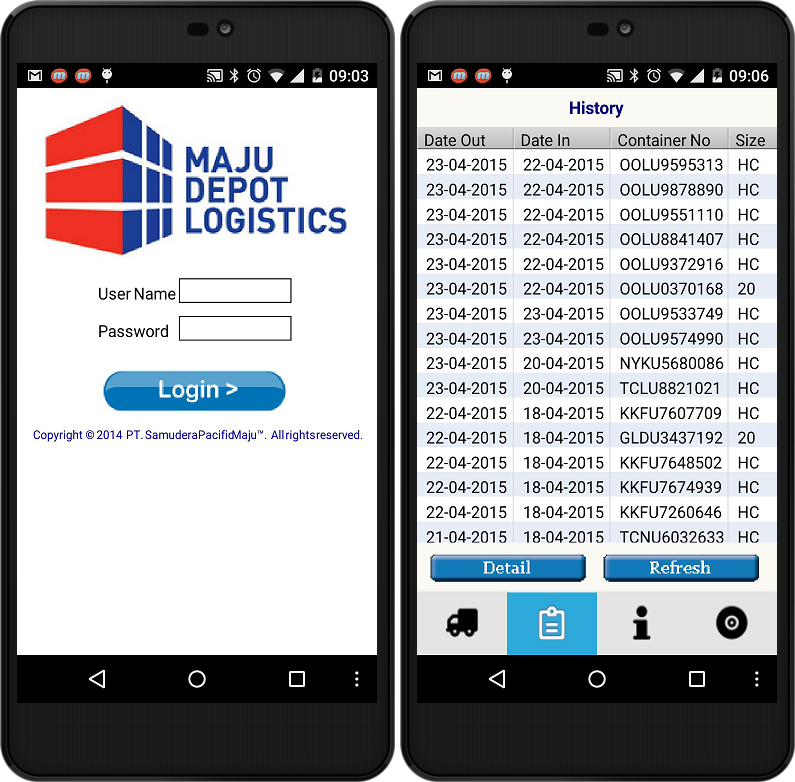 09:03
MAJU
DEPOT
LOGISTICS
User Name
Password
Login >
Copyright © 2014 PT. SamuderaPacificMaju™. All rightsreserved.
09:06
History
Date Out Date In Container No Size
23-04-2015 22-04-2015 OOLU9595313 HC
23-04-2015 22-04-2015 OOLU9878890 HC
23-04-2015 22-04-2015 OOLU9551110 HC
23-04-2015 22-04-2015 OOLU8841407 HC
23-04-2015 22-04-2015 OOLU9372916 HC
23-04-2015 22-04-2015 OOLU0370168 20
23-04-2015 23-04-2015 OOLU9533749 HC
23-04-2015 23-04-2015 OOLU9574990 HC
23-04-2015 20-04-2015 NYKU5680086 HC
23-04-2015 20-04-2015 TCLU8821021 HC
22-04-2015 18-04-2015 KKFU7607709 HC
22-04-2015 18-04-2015 GLDU3437192 20
22-04-2015 18-04-2015 KKFU7648502 HC
22-04-2015 18-04-2015 KKFU7674939 HC
22-04-2015 18-04-2015 KKFU7260646 HC
21-04-2015 18-04-2015 TCNU6032633 HC
Detail Refresh